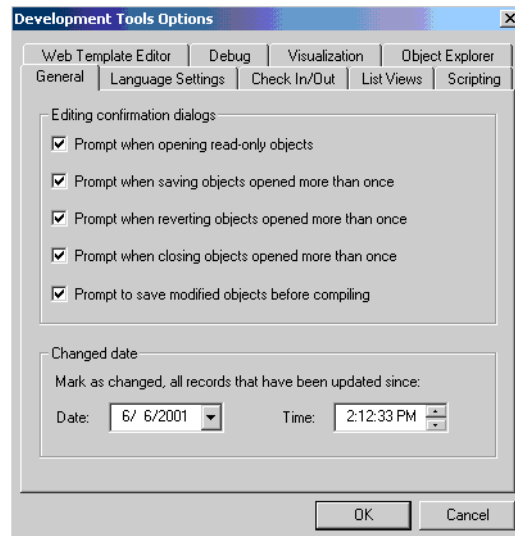 Development Tools Options
Web Template Editor Debug Visualization Object Explorer
General Language Settings Check In/Out List Views Scripting
Editing confirmation dialogs
Prompt when opening read-only objects
Prompt when saving objects opened more than once
Prompt when reverting objects opened more than once
Prompt when closing objects opened more than once
Prompt to save modified objects before compiling
Changed date
Mark as changed, all records that have been updated since:
Date: 6/ 6/2001 Time: 2:12:33 PM
OK Cancel